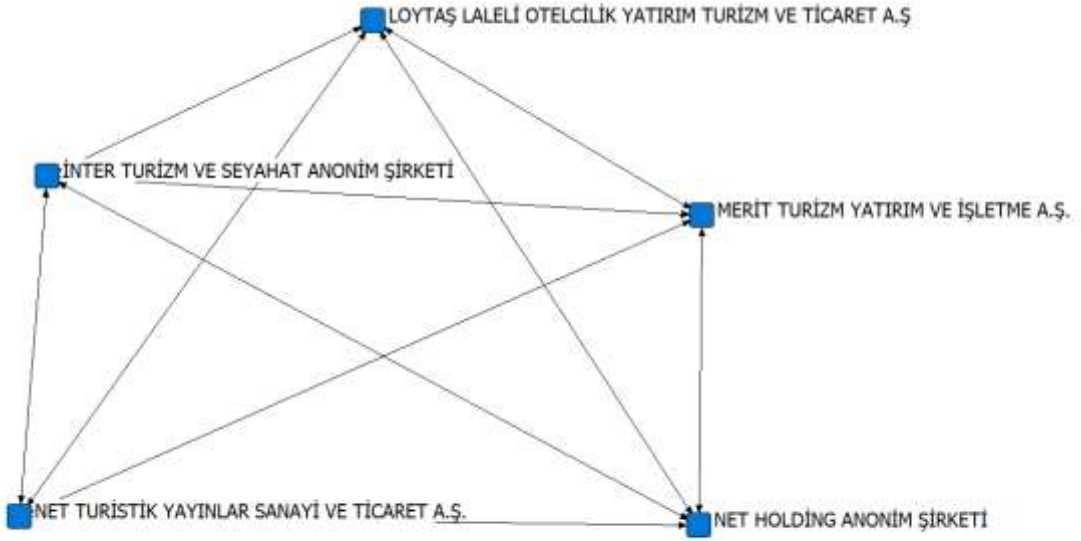 LOYTAŞ LALELİ OTELCİLİK YATIRIM TURİZM VE TİCARET A.Ş
İNTER TURİZM VE SEYAHAT ANONİM ŞİRKETİ
MERİT TURİZM YATIRIM VE İŞLETME A.Ş.
NET TURİSTİK YAYINLAR SANAYİ VE TİCARET A.Ş.
NET HOLDİNG ANONİM ŞİRKETİ